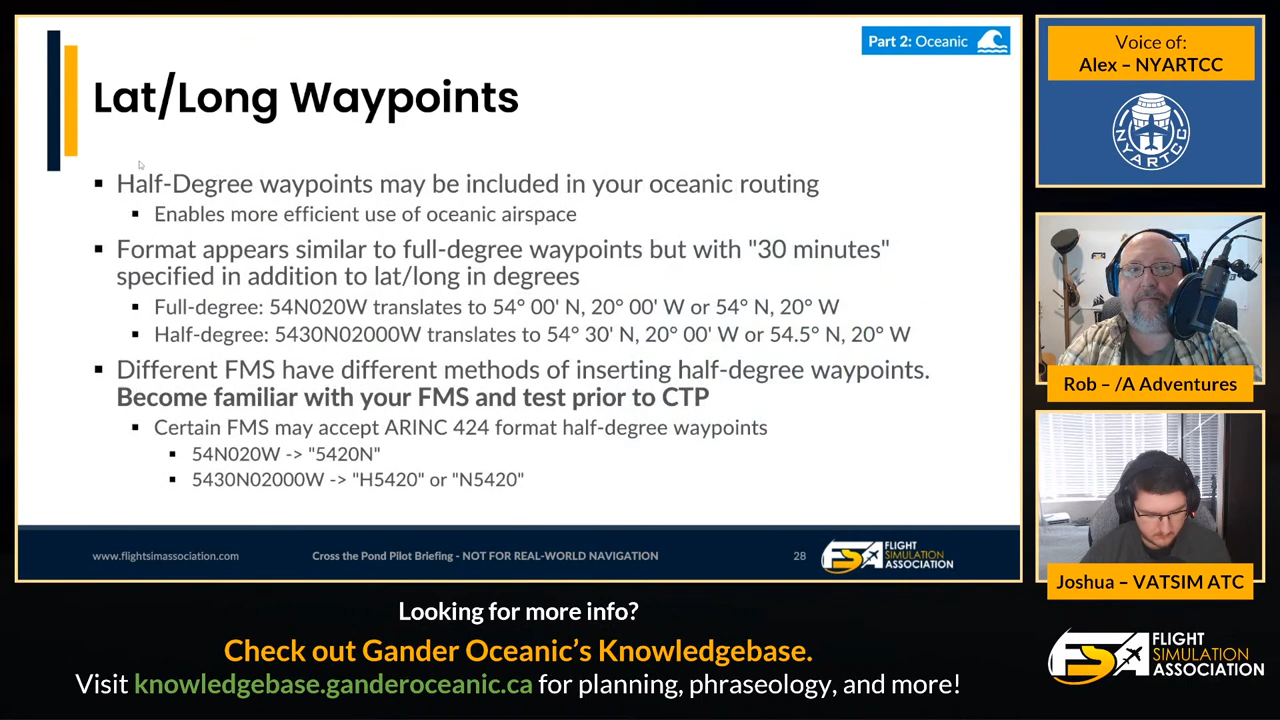 Part 2: Oceanic
Lat/Long Waypoints
Half-Degree waypoints may be included in your oceanic routing
Enables more efficient use of oceanic airspace
Format appears similar to full-degree waypoints but with "30 minutes"
specified in addition to lat/long in degrees
Full-degree: 54N020W translates to 54° 00' N, 20° 00' W or 54° N, 20° W
Half-degree: 5430N02000W translates to 54° 30' N, 20° 00' W or 54.5° N, 20° W
Different FMS have different methods of inserting half-degree waypoints.
Become familiar with your FMS and test prior to CTP
Certain FMS may accept ARINC 424 format half-degree waypoints
54N020W -> "5420N"
5430N02000W -> "H5420" or "N5420"
www.flightsimassociation.com
Cross the Pond Pilot Briefing - NOT FOR REAL-WORLD NAVIGATION
28
FSA
FLIGHT
SIMULATION
ASSOCIATION
Voice of:
Alex – NYARTCC
NYARTCC
Rob – /A Adventures
Joshua – VATSIM ATC
Looking for more info?
Check out Gander Oceanic’s Knowledgebase.
Visit knowledgebase.ganderoceanic.ca for planning, phraseology, and more!
FSA
FLIGHT
SIMULATION
ASSOCIATION